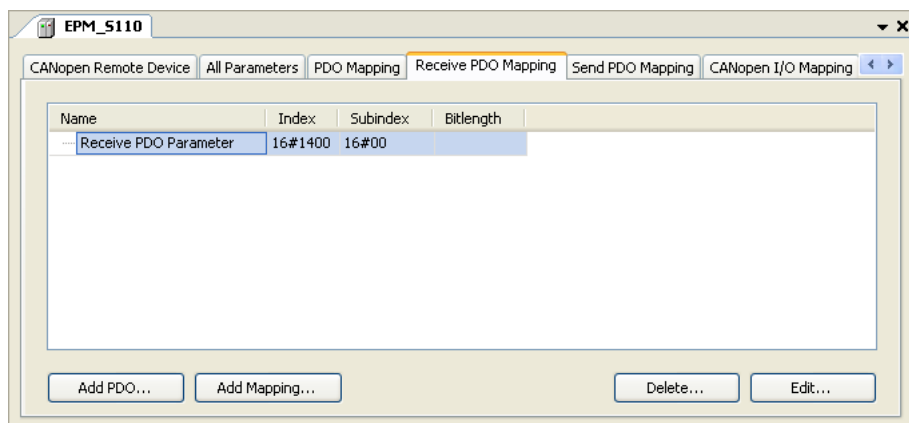 EPM_S110
CANopen Remote Device All Parameters PDO Mapping Receive PDO Mapping Send PDO Mapping CANopen I/O Mapping
Name Index Subindex Bitlength
Receive PDO Parameter 16#1400 16#00
Add PDO... Add Mapping... Delete... Edit...